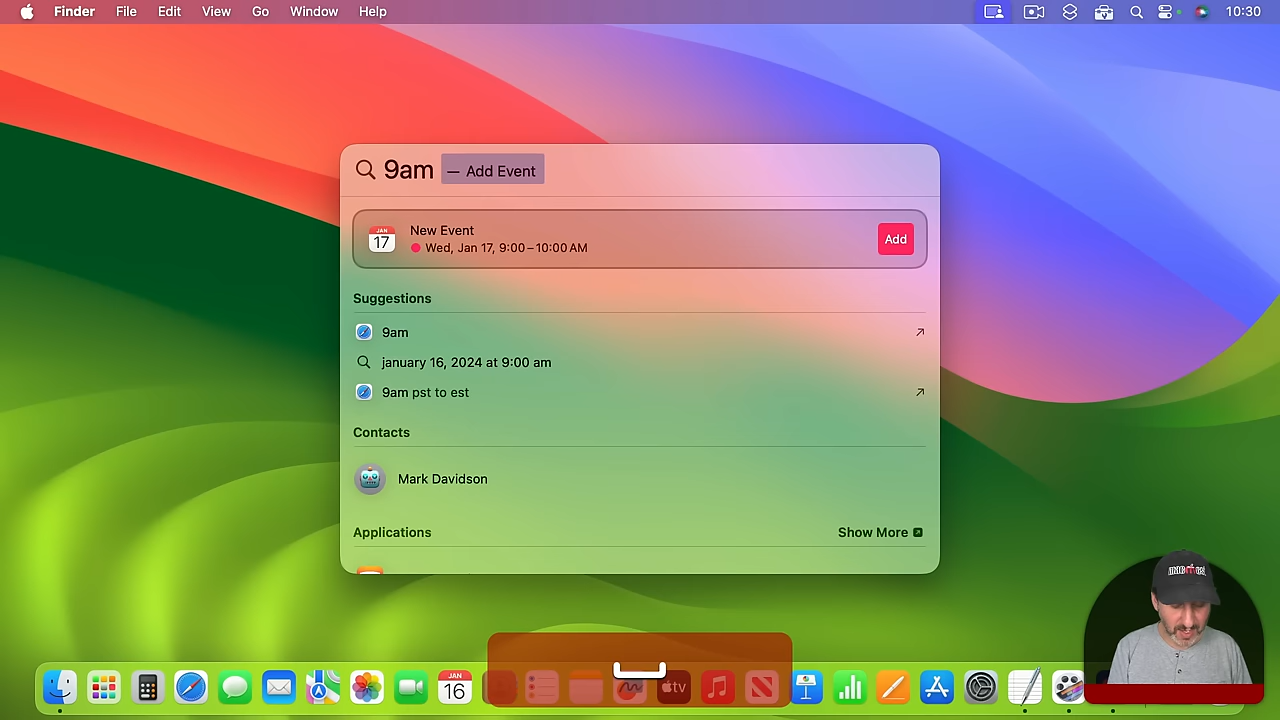 Finder File Edit View Go Window Help 10:30
9am — Add Event
JAN 17
New Event
Wed, Jan 17, 9:00–10:00 AM
Add
Suggestions
9am
january 16, 2024 at 9:00 am
9am pst to est
Contacts
Mark Davidson
Applications Show More
JAN 16
tv